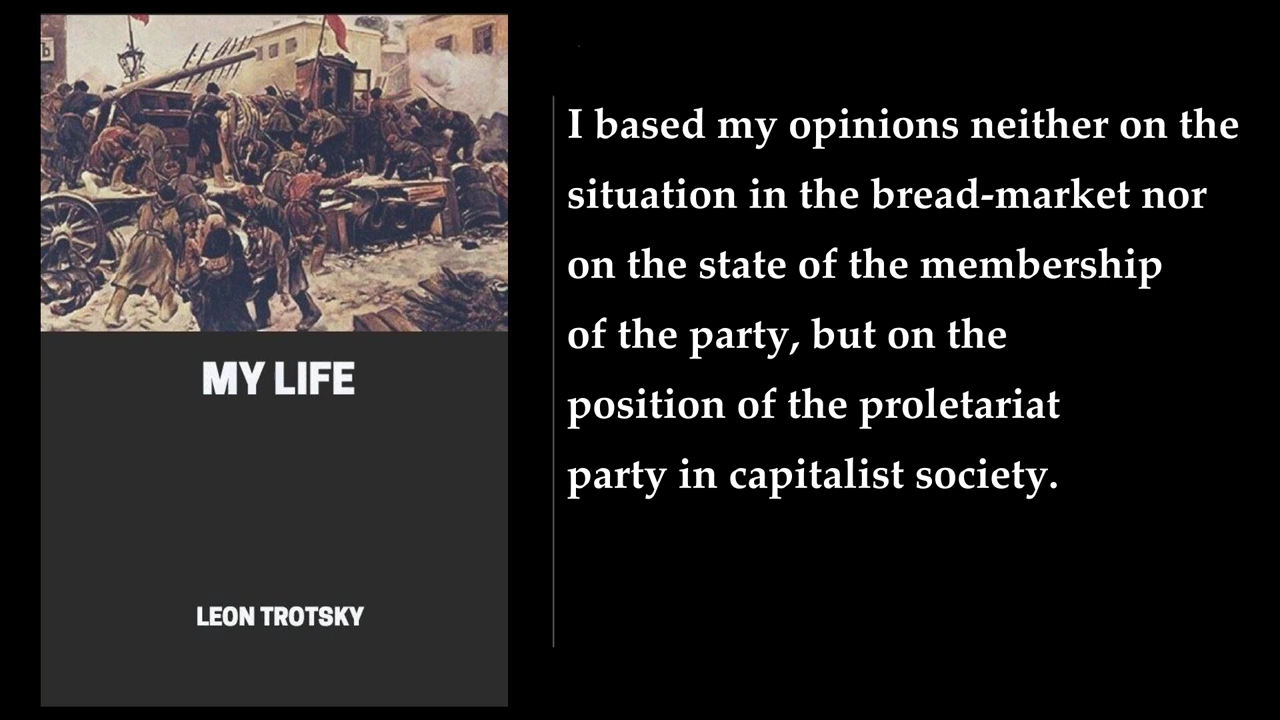 MY LIFE
LEON TROTSKY
I based my opinions neither on the
situation in the bread-market nor
on the state of the membership
of the party, but on the
position of the proletariat
party in capitalist society.